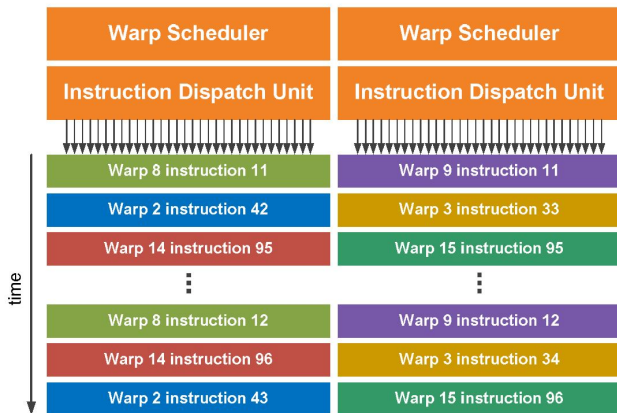 Warp Scheduler
Warp Scheduler
Instruction Dispatch Unit
Instruction Dispatch Unit
time
Warp 8 instruction 11
Warp 9 instruction 11
Warp 2 instruction 42
Warp 3 instruction 33
Warp 14 instruction 95
Warp 15 instruction 95
Warp 8 instruction 12
Warp 9 instruction 12
Warp 14 instruction 96
Warp 3 instruction 34
Warp 2 instruction 43
Warp 15 instruction 96